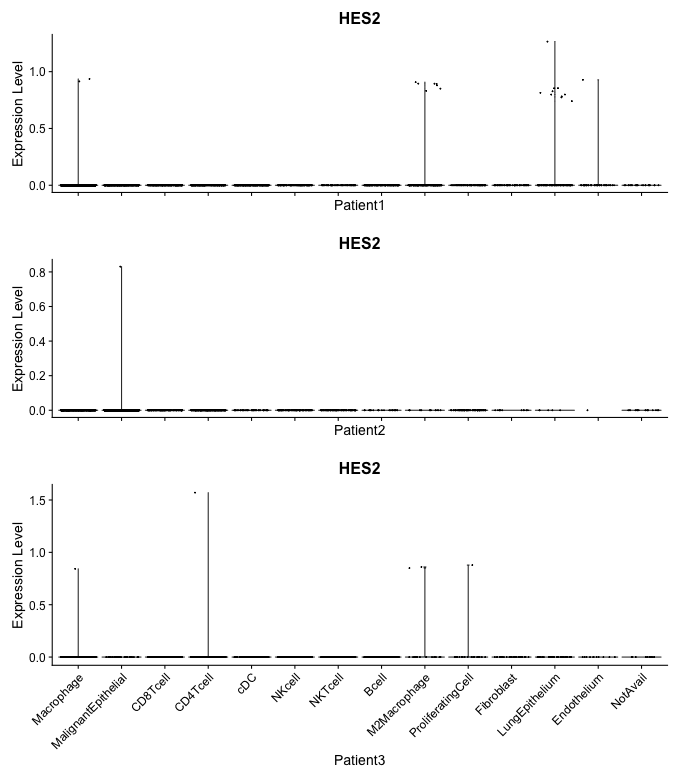 HES2
Expression Level
1.0
0.5
0.0
Patient1
HES2
Expression Level
0.8
0.6
0.4
0.2
0.0
Patient2
HES2
Expression Level
1.5
1.0
0.5
0.0
Macrophage
MalignantEpithelial
CD8Tcell
CD4Tcell
cDC
NKcell
NKTcell
Bcell
M2Macrophage
ProliferatingCell
Fibroblast
LungEpithelium
Endothelium
NotAvail
Patient3